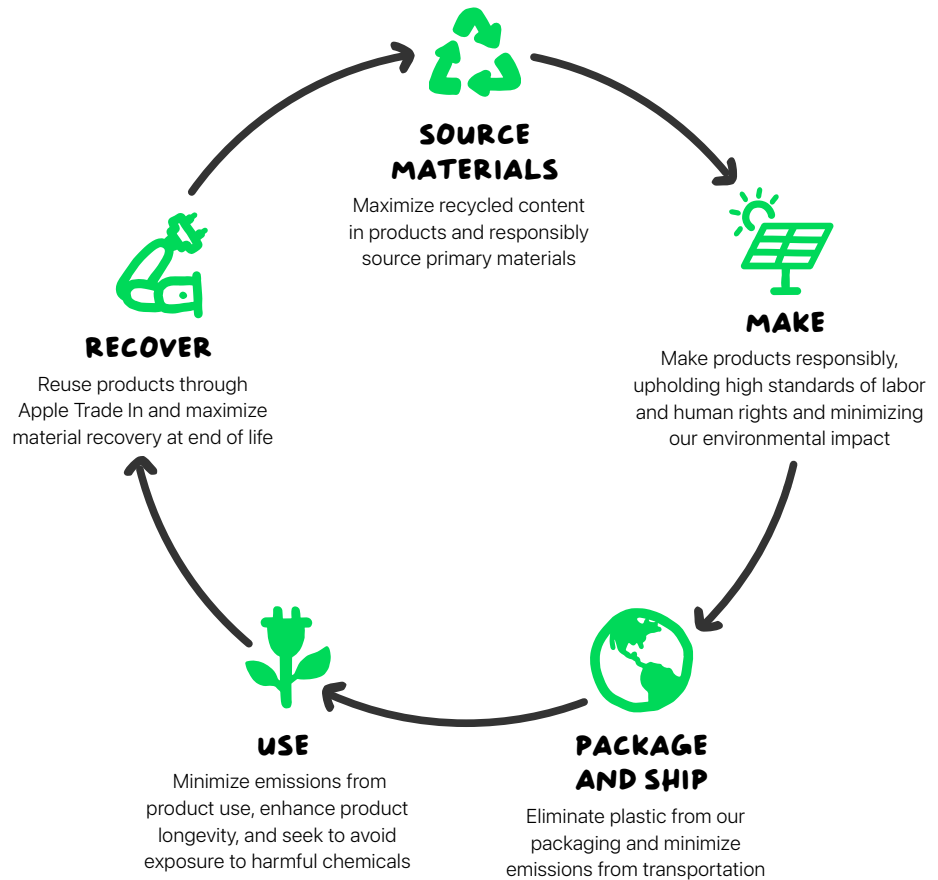 SOURCE
MATERIALS
Maximize recycled content
in products and responsibly
source primary materials
MAKE
Make products responsibly,
upholding high standards of labor
and human rights and minimizing
our environmental impact
PACKAGE
AND SHIP
Eliminate plastic from our
packaging and minimize
emissions from transportation
USE
Minimize emissions from
product use, enhance product
longevity, and seek to avoid
exposure to harmful chemicals
RECOVER
Reuse products through
Apple Trade In and maximize
material recovery at end of life